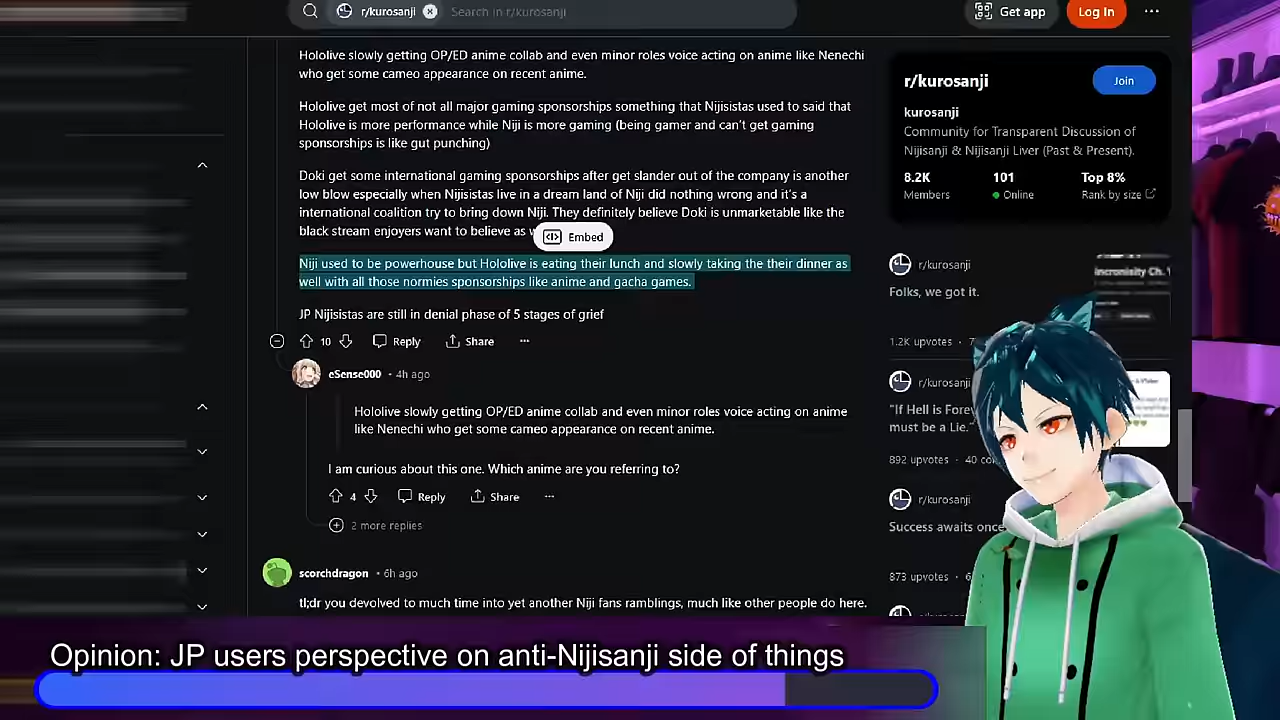 r/kurosanji
Search in r/kurosanji
Get app
Log In
Hololive slowly getting OP/ED anime collab and even minor roles voice acting on anime like Nenechi
who get some cameo appearance on recent anime.
Hololive get most of not all major gaming sponsorships something that Nijisistas used to said that
Hololive is more performance while Niji is more gaming (being gamer and can't get gaming
sponsorships is like gut punching)
Doki get some international gaming sponsorships after get slander out of the company is another
low blow especially when Nijisistas live in a dream land of Niji did nothing wrong and it's a
international coalition try to bring down Niji. They definitely believe Doki is unmarketable like the
black stream enjoyers want to believe as
Embed
Niji used to be powerhouse but Hololive is eating their lunch and slowly taking the their dinner as
well with all those normies sponsorships like anime and gacha games.
JP Nijisistas are still in denial phase of 5 stages of grief
10
Reply
Share
eSense000 • 4h ago
Hololive slowly getting OP/ED anime collab and even minor roles voice acting on anime
like Nenechi who get some cameo appearance on recent anime.
I am curious about this one. Which anime are you referring to?
4
Reply
Share
2 more replies
scorchdragon • 6h ago
tl;dr you devolved to much time into yet another Niji fans ramblings, much like other people do here.
r/kurosanji
Join
kurosanji
Community for Transparent Discussion of
Nijisanji & Nijisanji Liver (Past & Present).
8.2K
101
Top 8%
Members
Online
Rank by size
r/kurosanji
Folks, we got it.
1.2K upvotes
r/kurosanji
"If Hell is
must be a Lie."
892 upvotes • 40
r/kurosanji
Success awaits
873 upvotes
Opinion: JP users perspective on anti-Nijisanji side of things